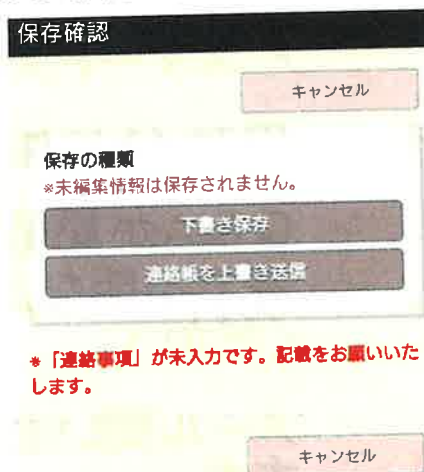 保存確認
キャンセル
保存の種類
※未編集情報は保存されません。
下書き保存
連絡帳を上書き送信
※「連絡事項」が未入力です。記載をお願いいた
します。
キャンセル